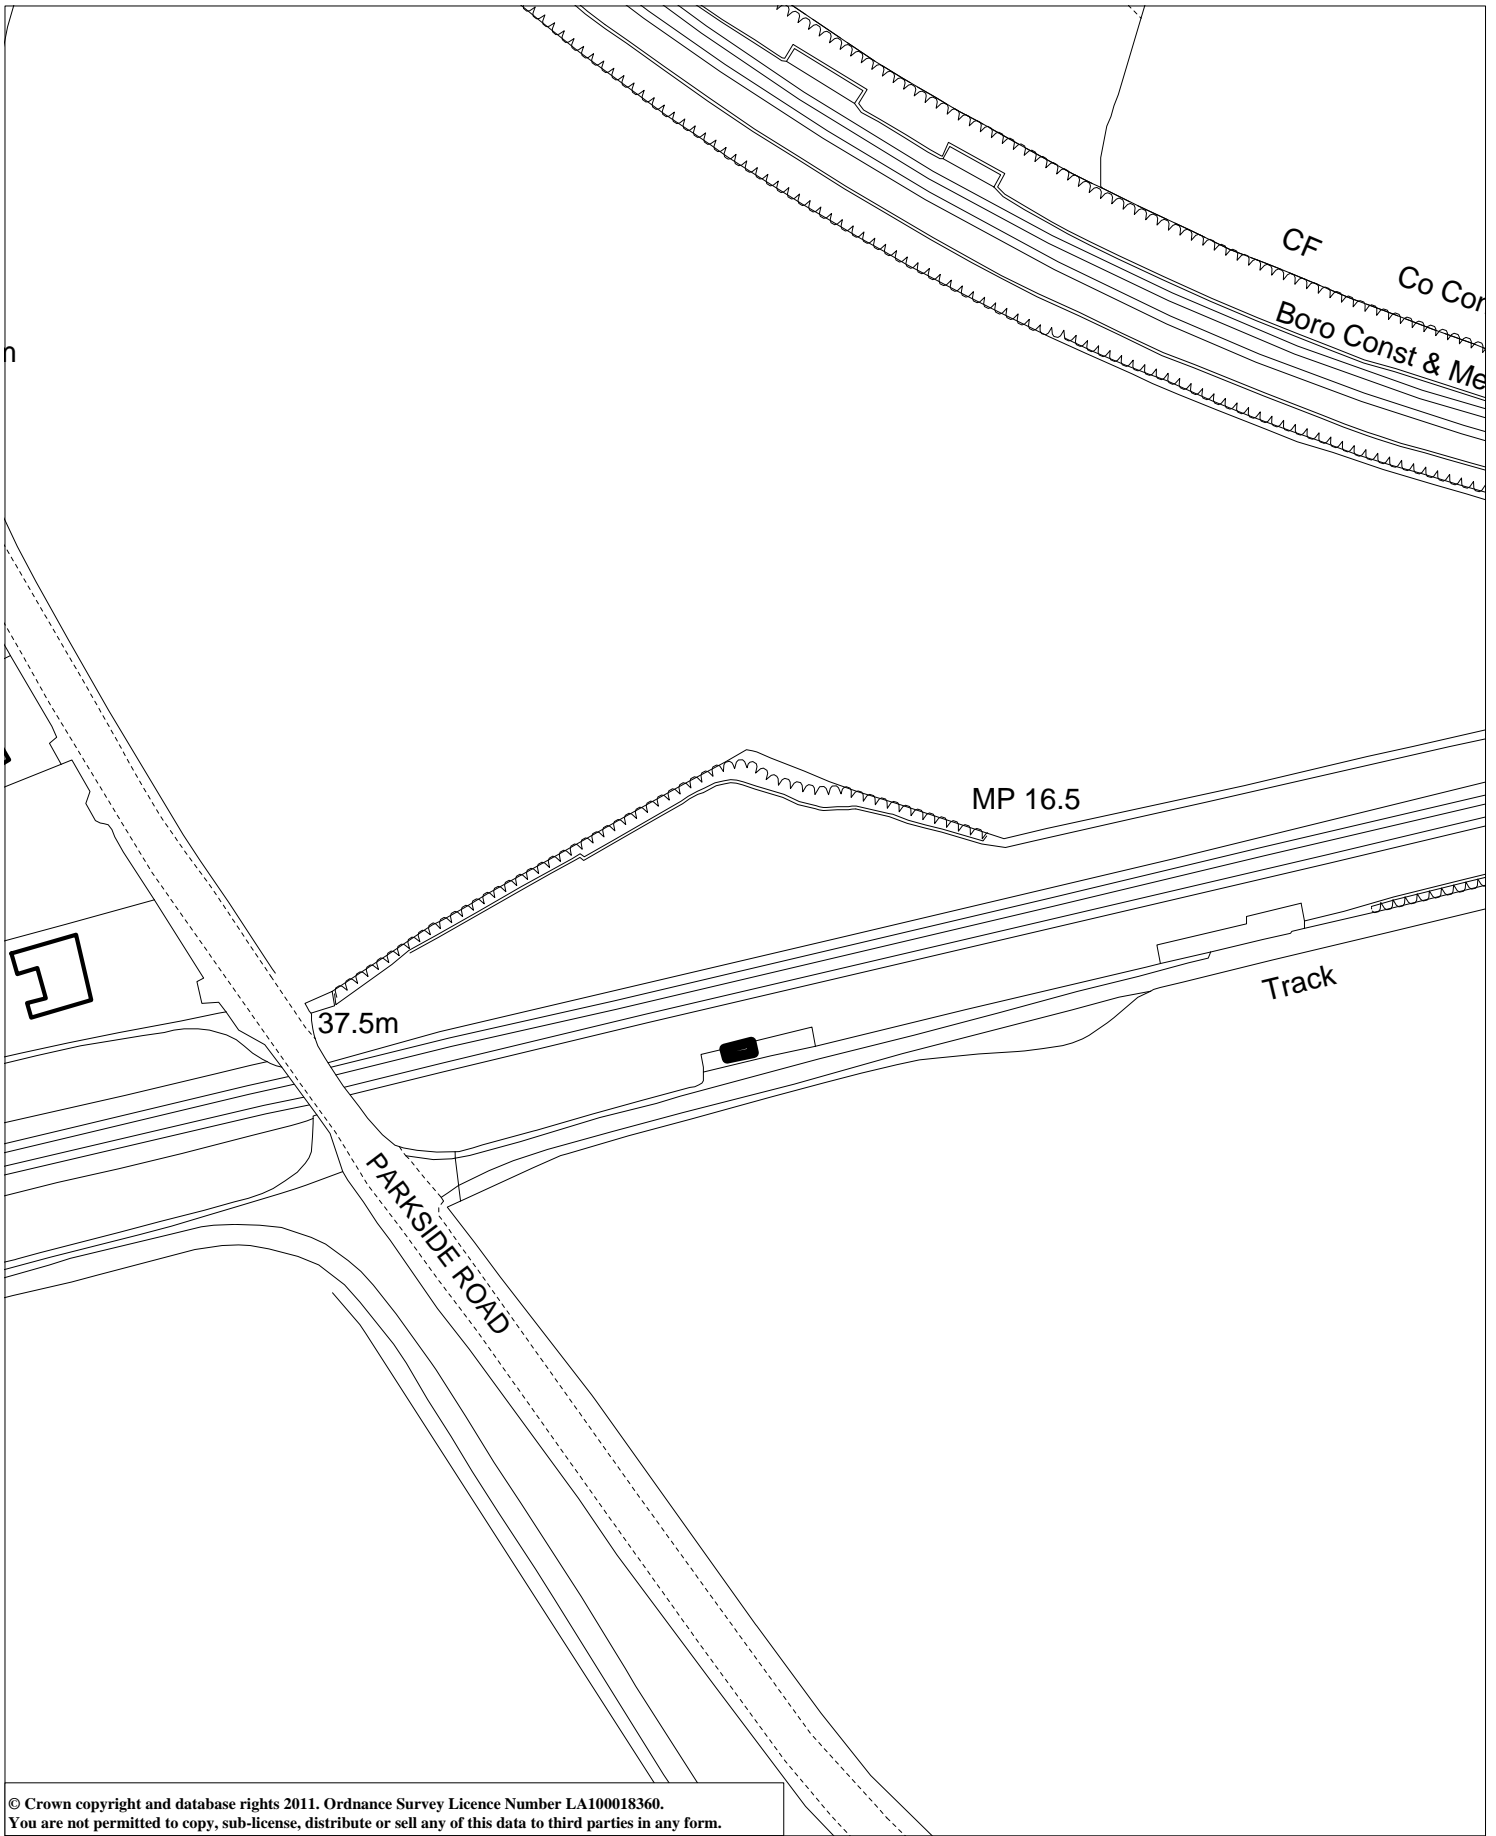 CF
Co Cor
Boro Const & Me
n
MP 16.5
Track
37.5m
PARKSIDE ROAD
© Crown copyright and database rights 2011. Ordnance Survey Licence Number LA100018360.
You are not permitted to copy, sub-license, distribute or sell any of this data to third parties in any form.